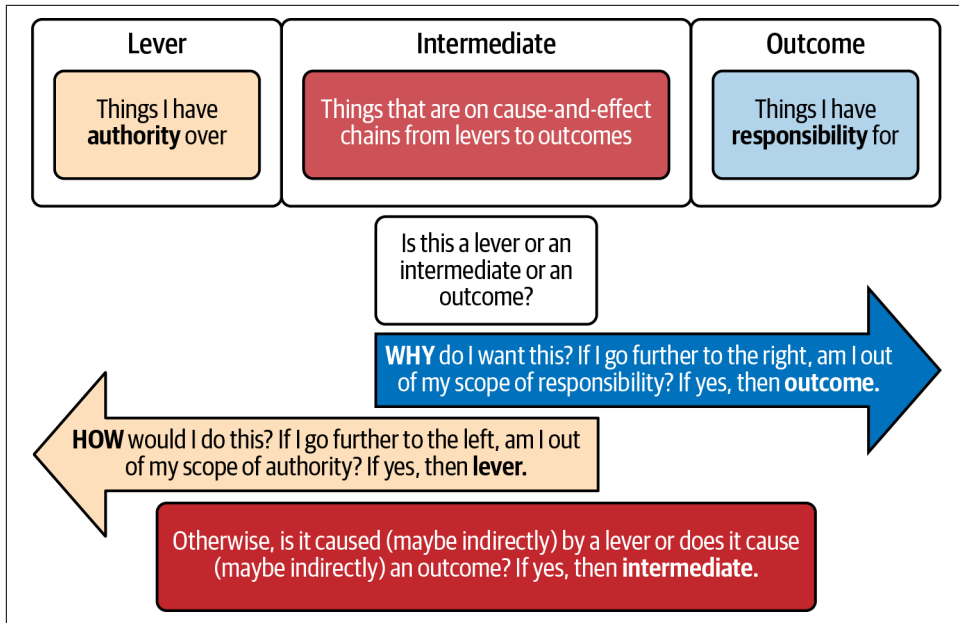 Lever
Intermediate
Outcome
Things I have
authority over
Things that are on cause-and-effect
chains from levers to outcomes
Things I have
responsibility for
Is this a lever or an
intermediate or an
outcome?
WHY do I want this? If I go further to the right, am I out
of my scope of responsibility? If yes, then outcome.
HOW would I do this? If I go further to the left, am I out
of my scope of authority? If yes, then lever.
Otherwise, is it caused (maybe indirectly) by a lever or does it cause
(maybe indirectly) an outcome? If yes, then intermediate.